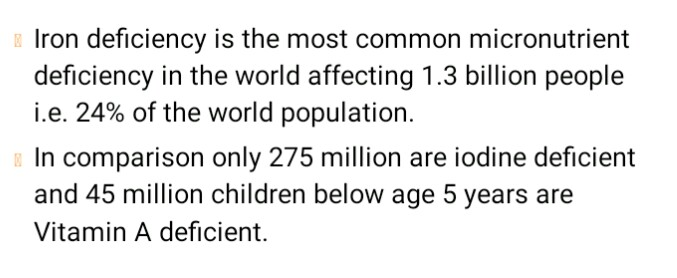 Iron deficiency is the most common micronutrient
deficiency in the world affecting 1.3 billion people
i.e. 24% of the world population.
In comparison only 275 million are iodine deficient
and 45 million children below age 5 years are
Vitamin A deficient.